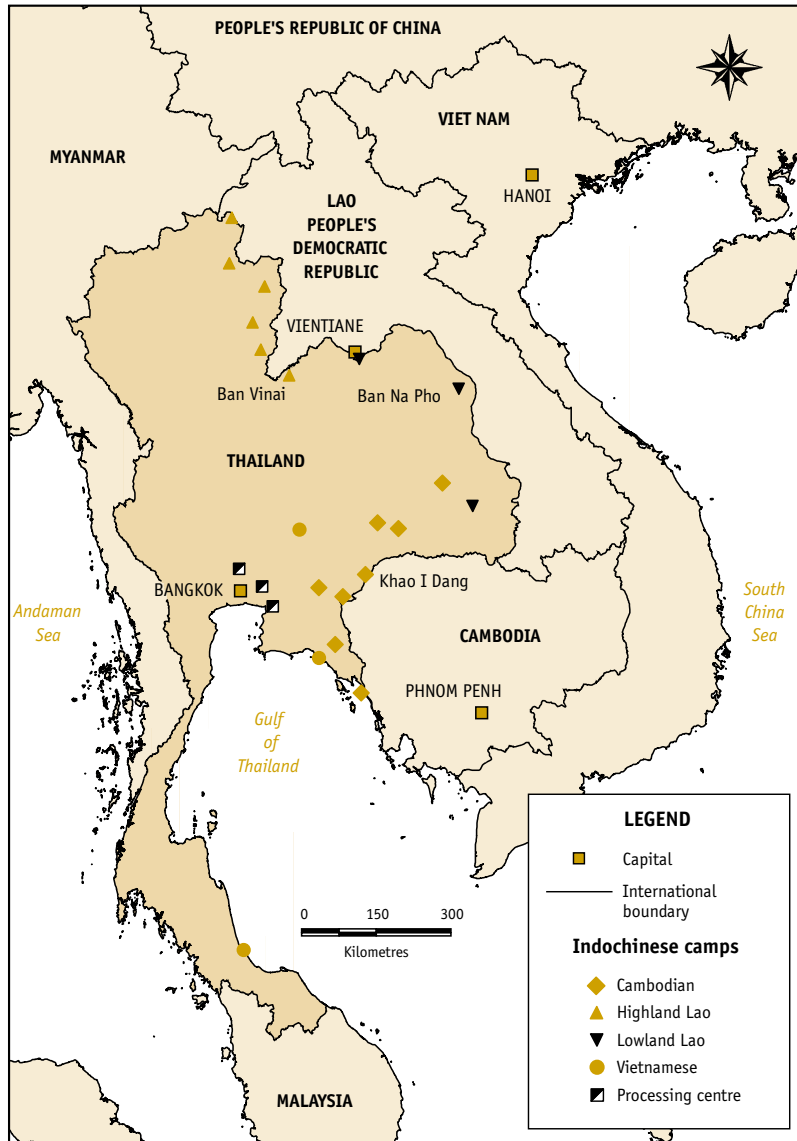 PEOPLE'S REPUBLIC OF CHINA
VIET NAM
MYANMAR
HANOI
LAO
PEOPLE'S
DEMOCRATIC
REPUBLIC
VIENTIANE
Ban Vinai
Ban Na Pho
THAILAND
BANGKOK
Khao I Dang
Andaman
Sea
South
China
Sea
CAMBODIA
PHNOM PENH
Gulf
of
Thailand
LEGEND
Capital
International
boundary
Indochinese camps
Cambodian
Highland Lao
Lowland Lao
Vietnamese
Processing centre
0 150 300
Kilometres
MALAYSIA